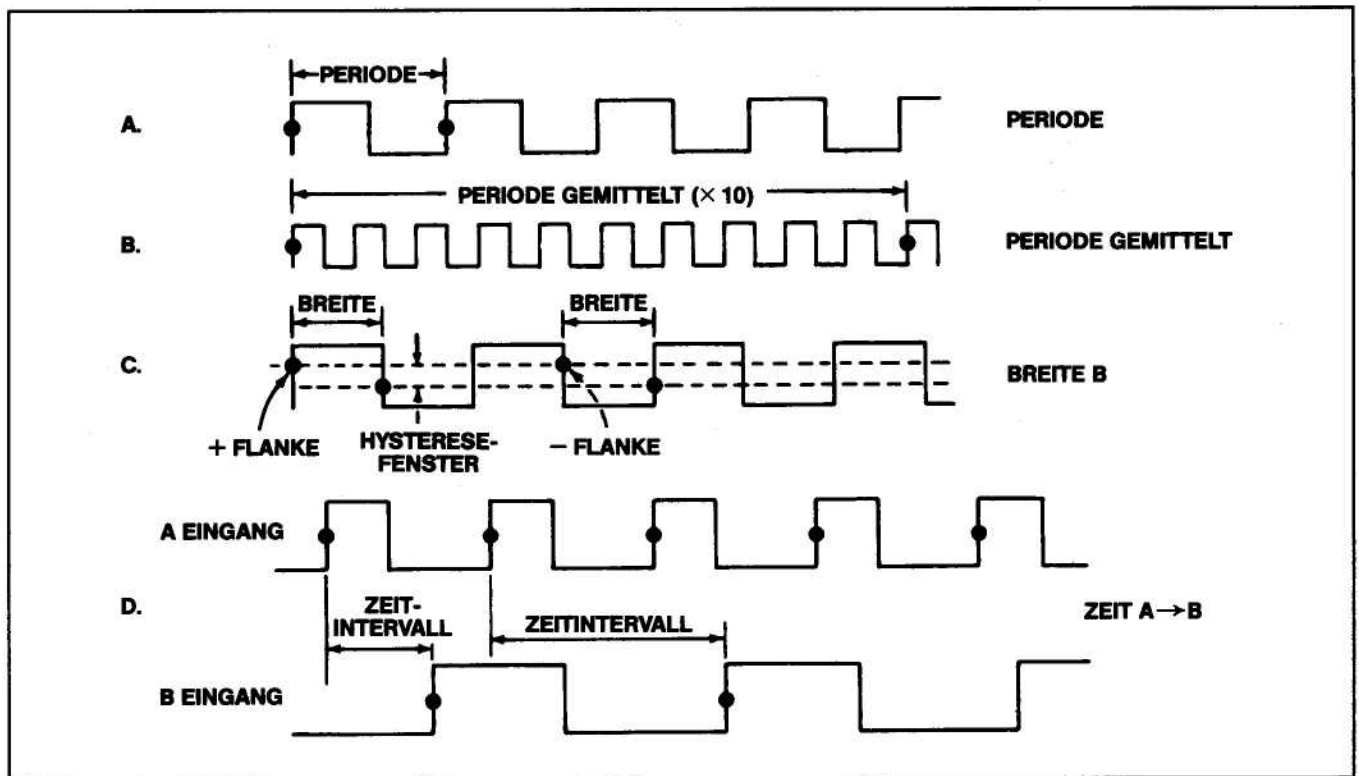 PERIODE
A.
PERIODE
PERIODE GEMITTELT (× 10)
B.
PERIODE GEMITTELT
BREITE
BREITE
C.
BREITE B
+ FLANKE
HYSTERESE-
FENSTER
− FLANKE
A EINGANG
D.
ZEIT-
INTERVALL
ZEITINTERVALL
ZEIT A→B
B EINGANG